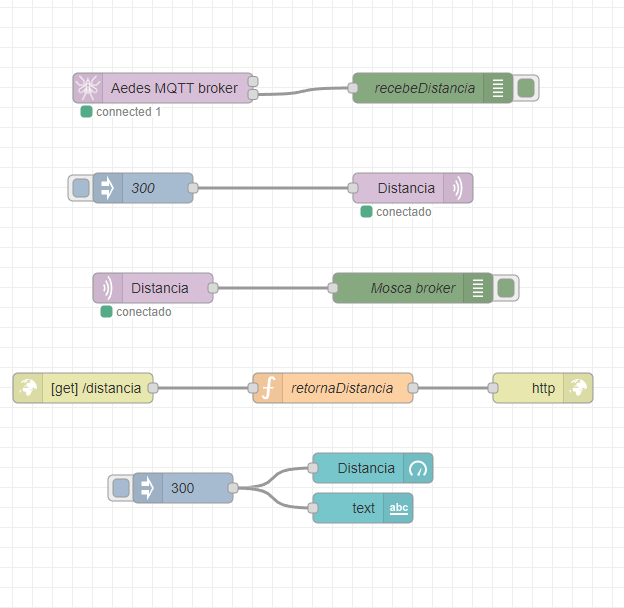 Aedes MQTT broker
recebeDistancia
connected 1
300
Distancia
conectado
Distancia
Mosca broker
conectado
[get] /distancia
f
retornaDistancia
http
300
Distancia
text
abc